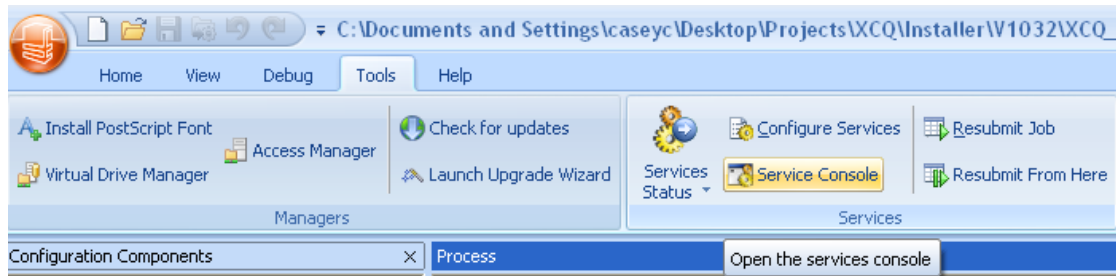 C:\Documents and Settings\caseyc\Desktop\Projects\XCQ\Installer\V1032\XCQ_
Home View Debug Tools Help
Install PostScript Font
Virtual Drive Manager
Access Manager
Check for updates
Launch Upgrade Wizard
Managers
Services
Status
Configure Services
Service Console
Resubmit Job
Resubmit From Here
Services
Configuration Components
Process
Open the services console